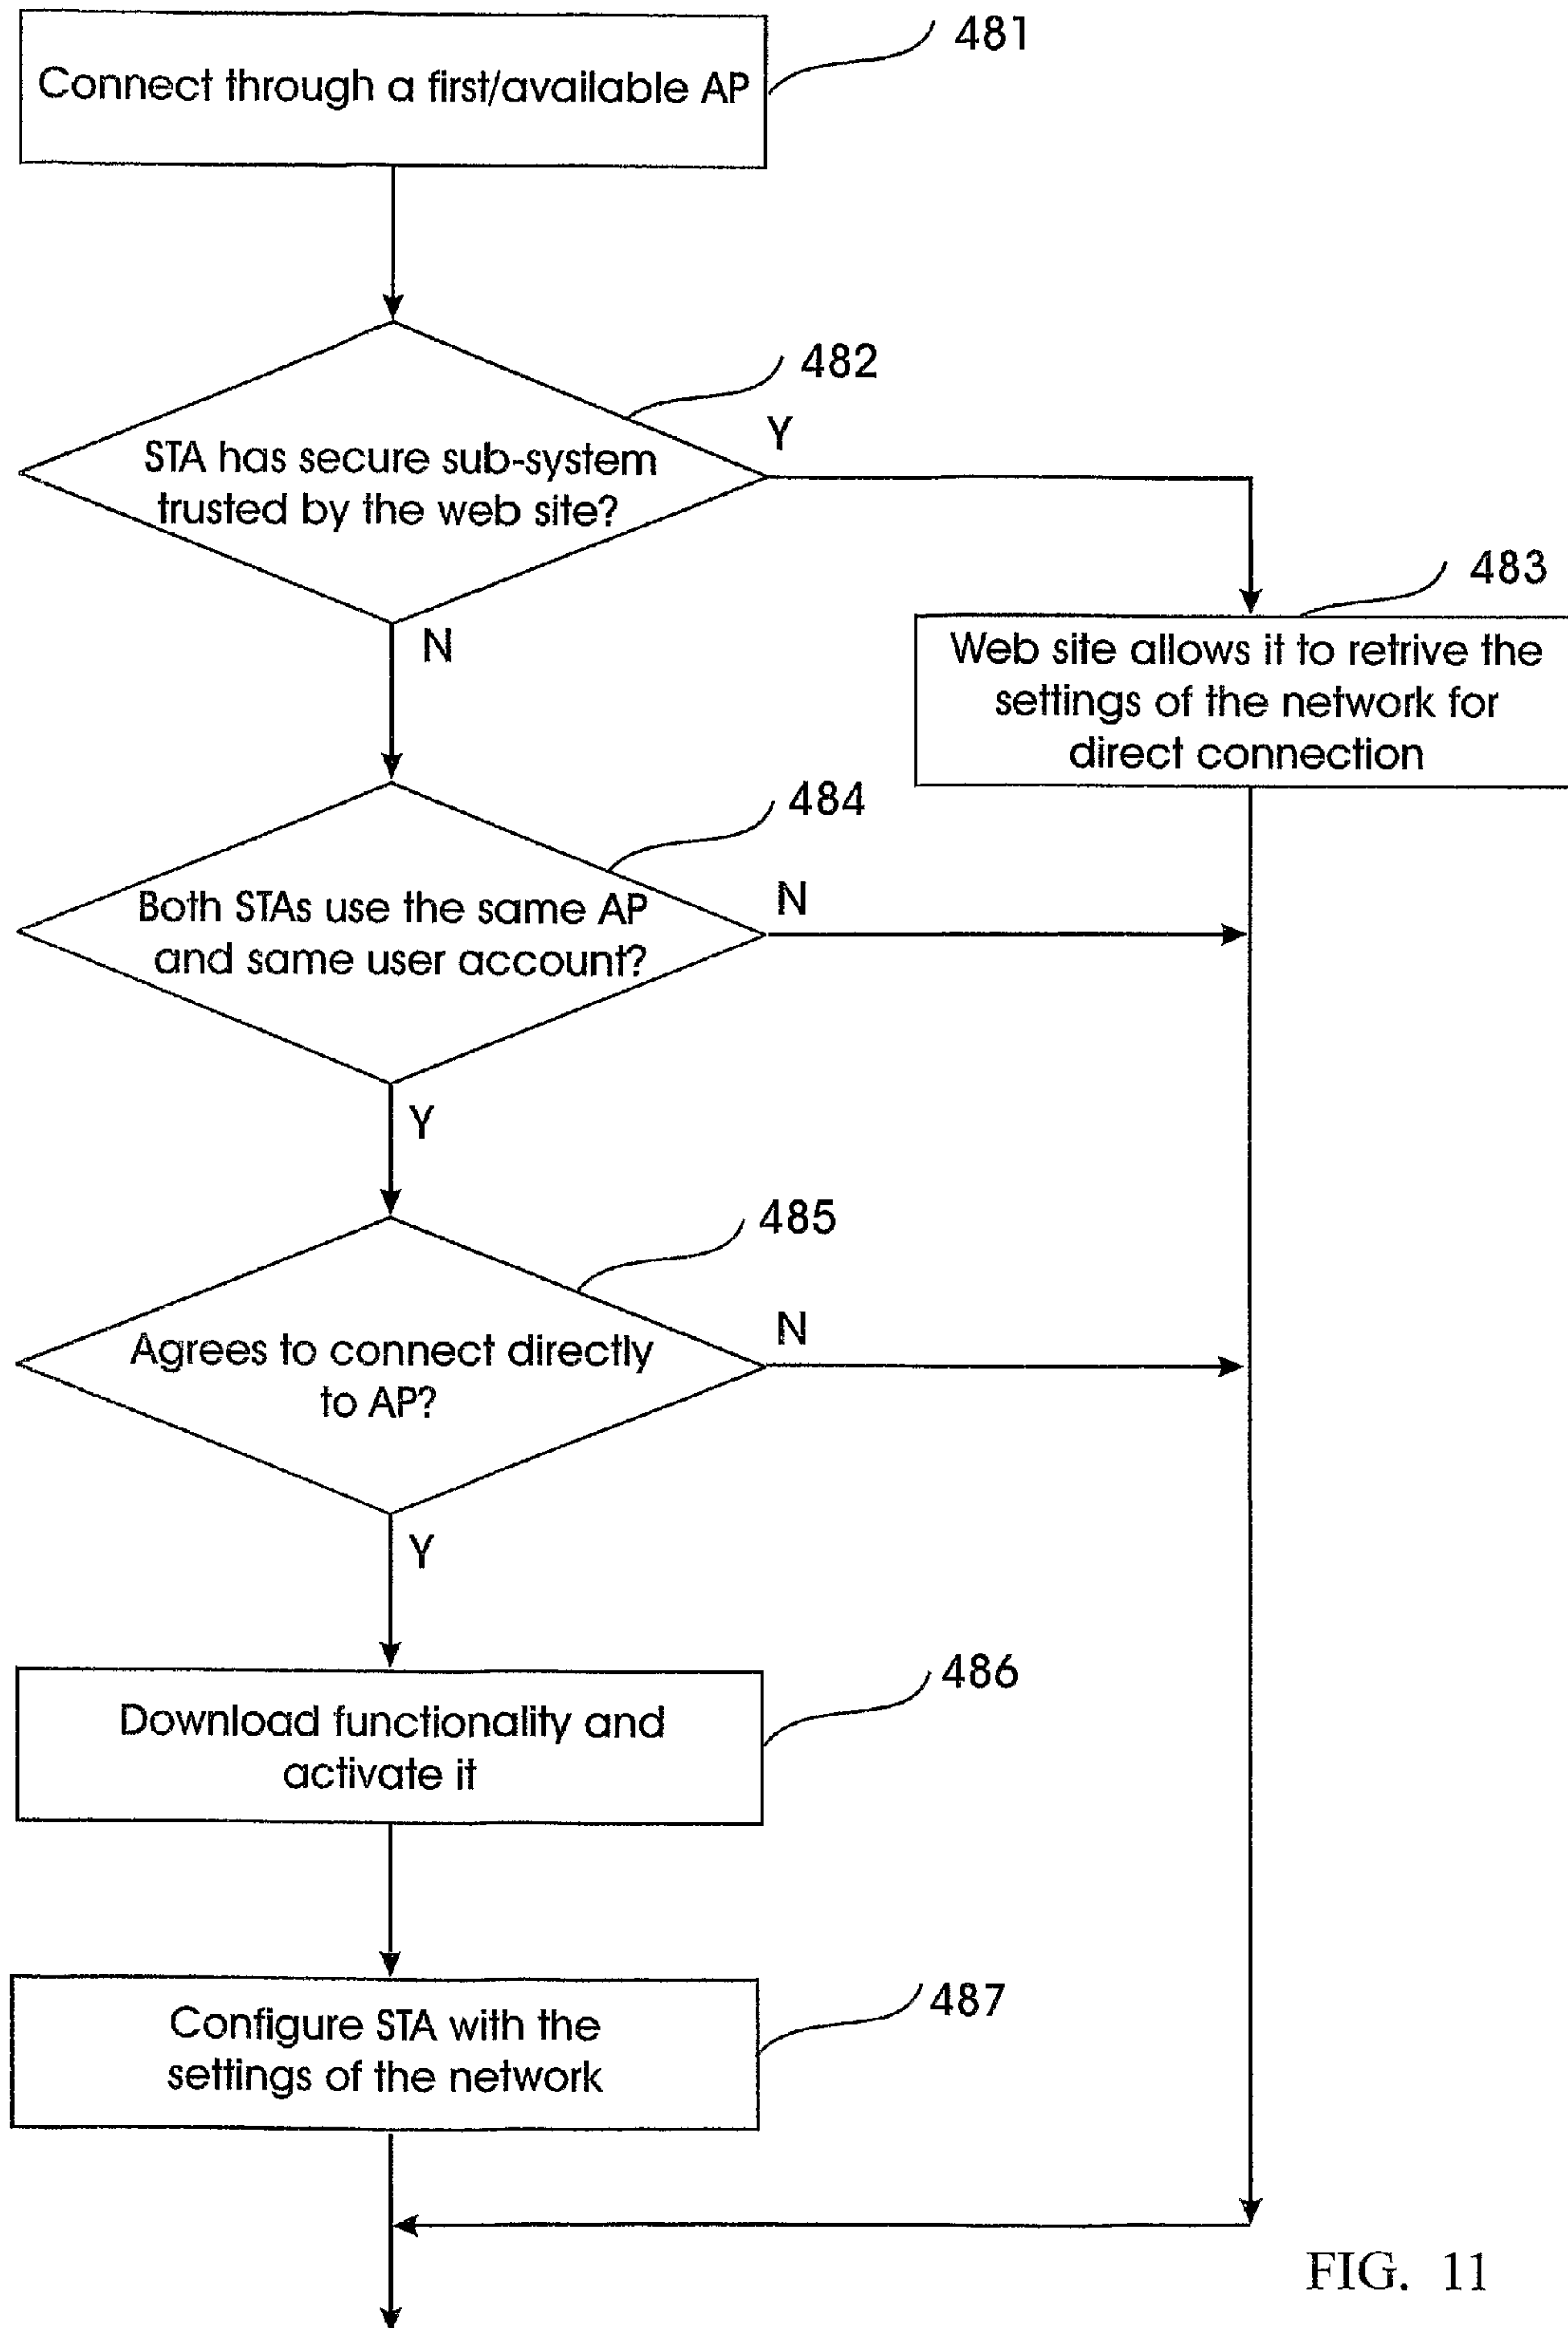 481
Connect through a first/available AP
482
STA has secure sub-system
trusted by the web site?
Y
N
483
Web site allows it to retrive the
settings of the network for
direct connection
484
Both STAs use the same AP
and same user account?
N
Y
485
Agrees to connect directly
to AP?
N
Y
486
Download functionality and
activate it
487
Configure STA with the
settings of the network
FIG. 11